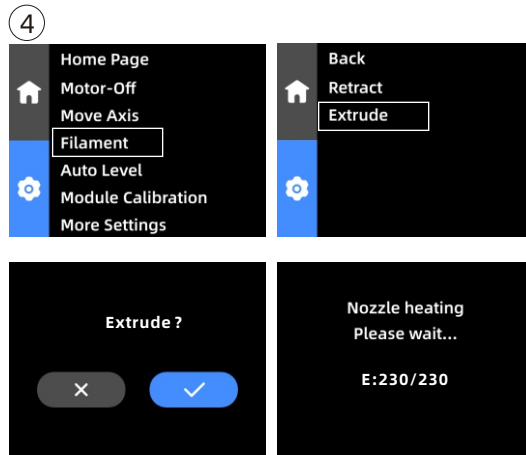 ④
Home Page
Motor-Off
Move Axis
Filament
Auto Level
Module Calibration
More Settings
Back
Retract
Extrude
Extrude ?
Nozzle heating
Please wait...
E:230/230